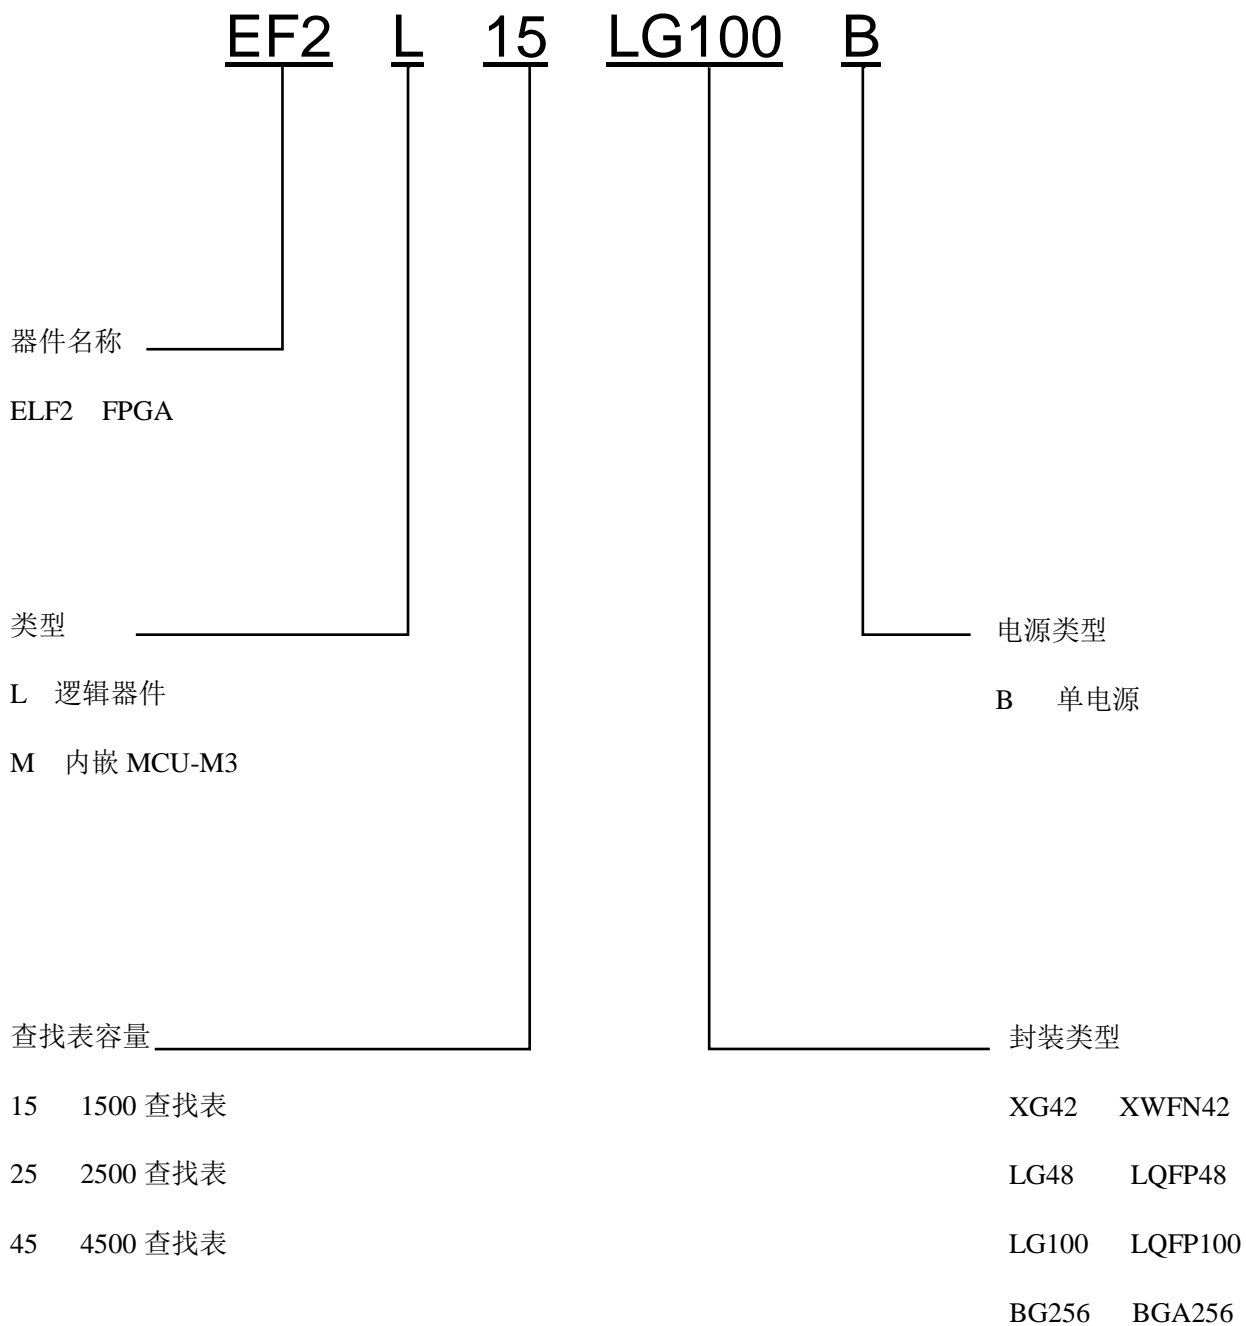 EF2 L 15 LG100 B
器件名称
ELF2 FPGA
类型
L 逻辑器件
M 内嵌 MCU-M3
电源类型
B 单电源
查找表容量
15 1500 查找表
25 2500 查找表
45 4500 查找表
封装类型
XG42 XWFN42
LG48 LQFP48
LG100 LQFP100
BG256 BGA256